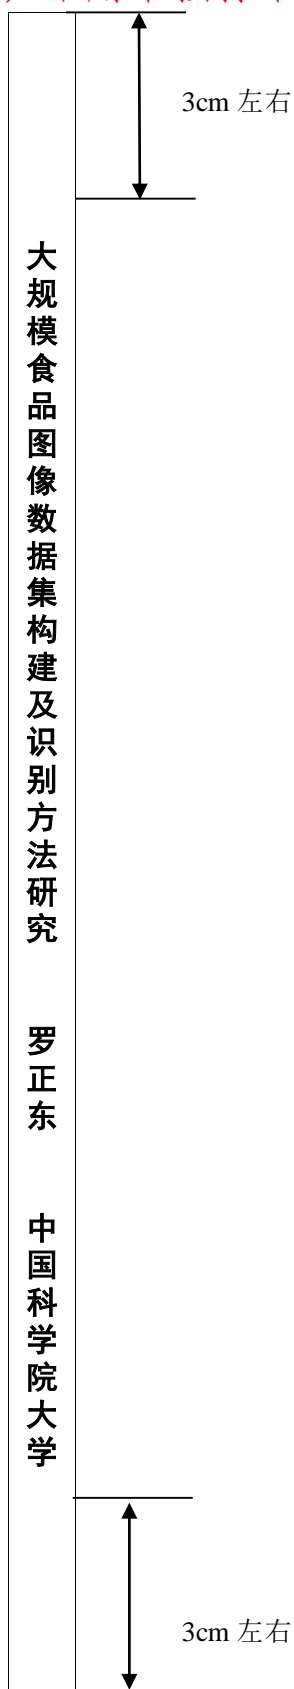 3cm 左右
大规模食品图像数据集构建及识别方法研究
罗正东
中国科学院大学
3cm 左右